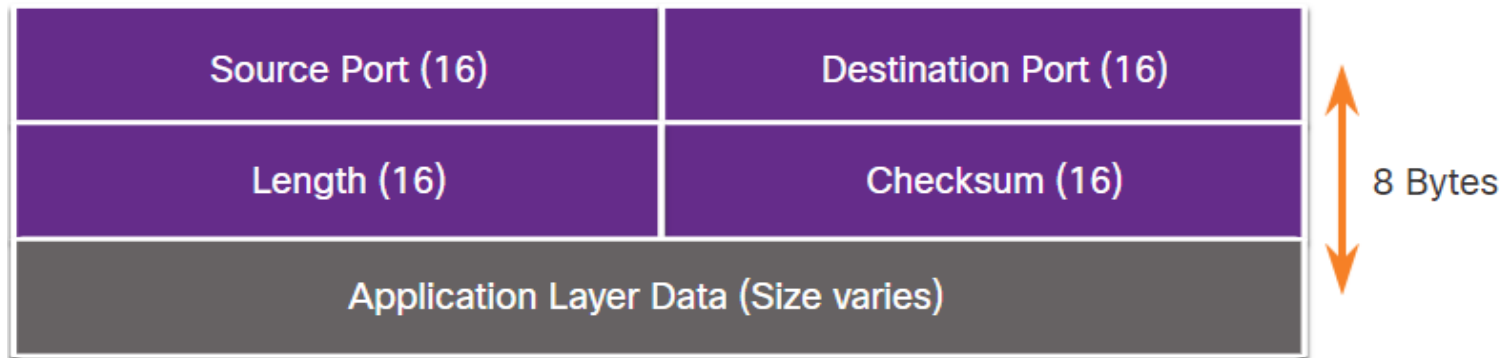 Source Port (16)
Destination Port (16)
Length (16)
Checksum (16)
8 Bytes
Application Layer Data (Size varies)